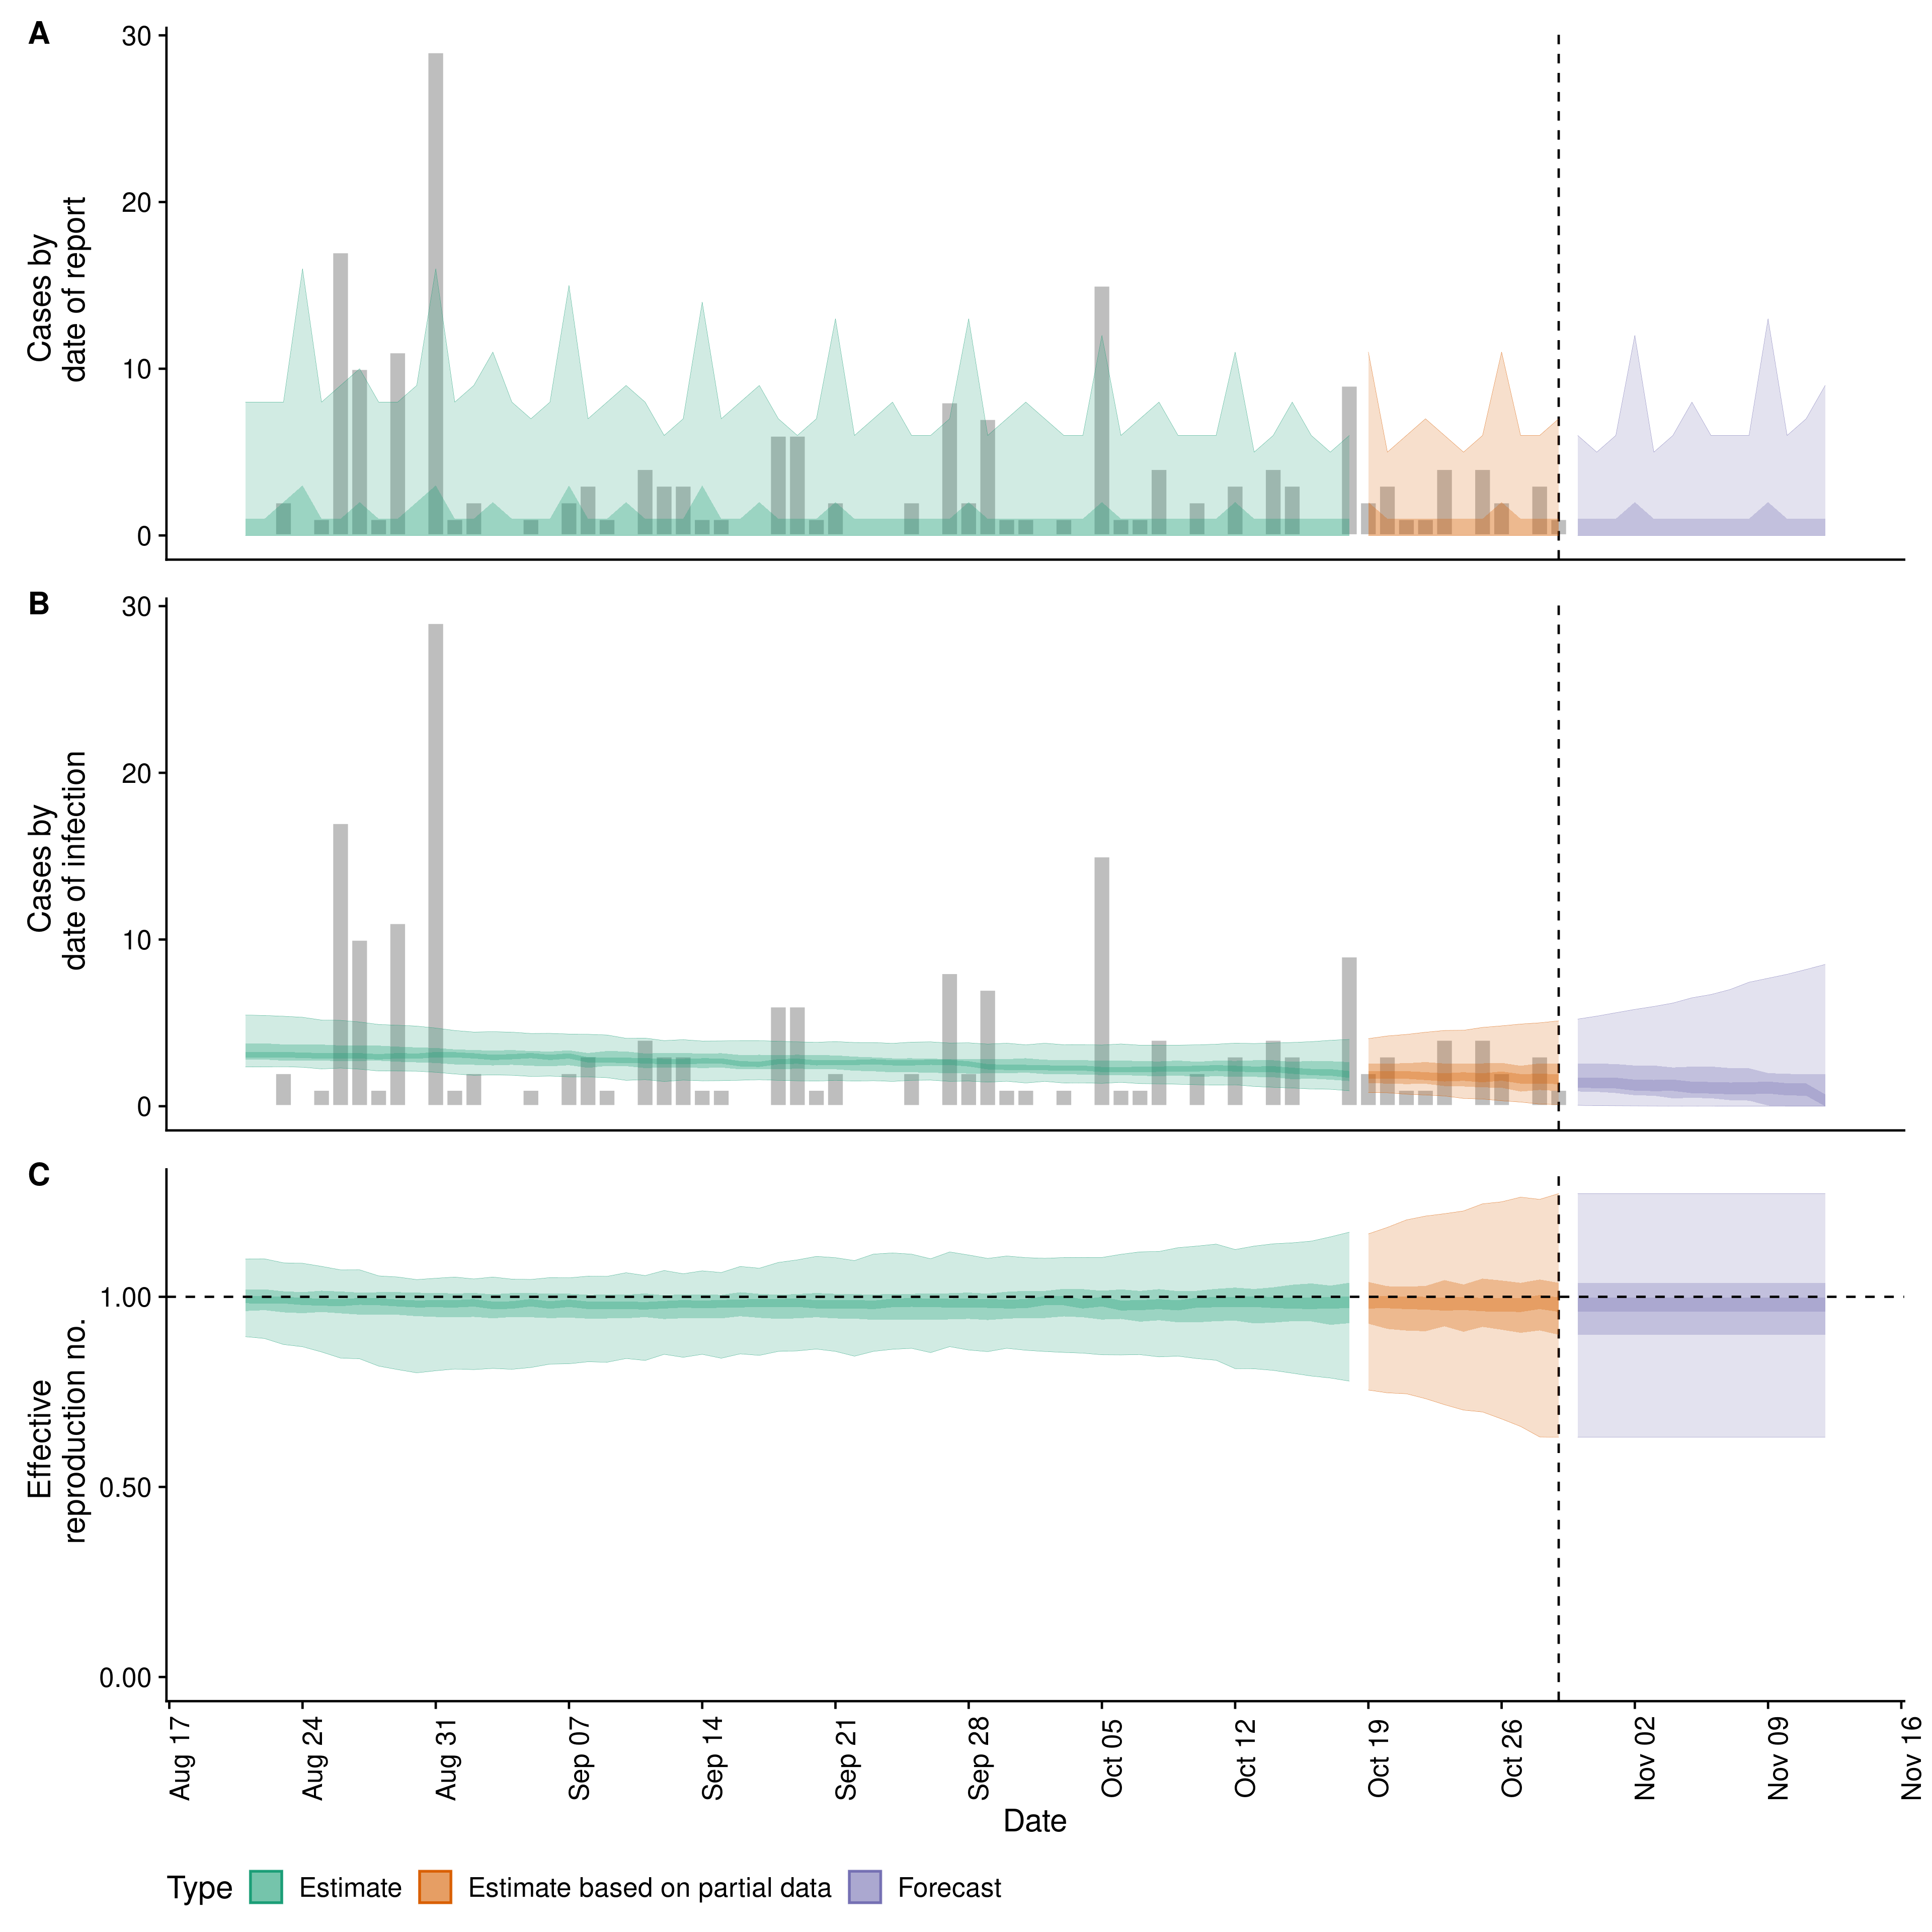 A
30
20
10
0
Cases by
date of report
B
30
20
10
0
Cases by
date of infection
C
1.00
0.50
0.00
Effective
reproduction no.
Aug 17
Aug 24
Aug 31
Sep 07
Sep 14
Sep 21
Sep 28
Oct 05
Oct 12
Oct 19
Oct 26
Nov 02
Nov 09
Nov 16
Date
Type Estimate Estimate based on partial data Forecast